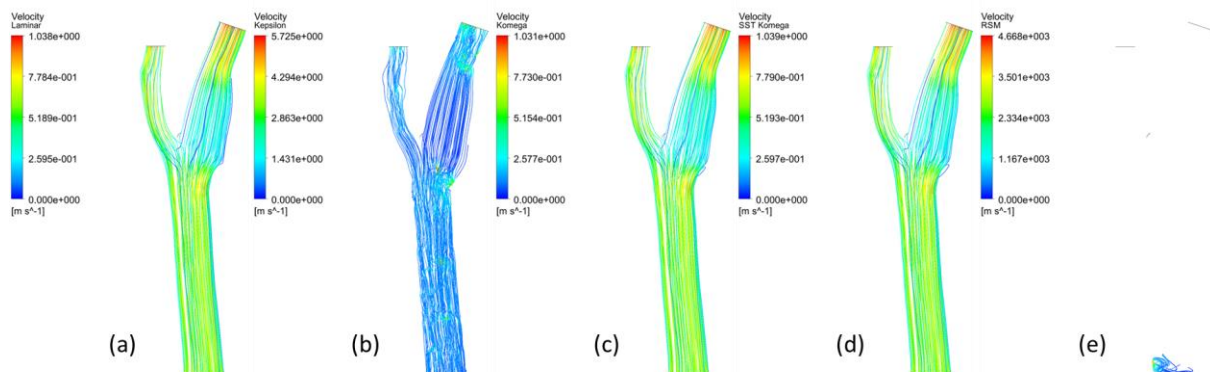 Velocity
Laminar
1.038e+000
7.784e-001
5.189e-001
2.595e-001
0.000e+000
[m s^-1]
(a)
Velocity
Kepsilon
5.725e+000
4.294e+000
2.863e+000
1.431e+000
0.000e+000
[m s^-1]
(b)
Velocity
Komega
1.031e+000
7.730e-001
5.154e-001
2.577e-001
0.000e+000
[m s^-1]
(c)
Velocity
SST Komega
1.039e+000
7.790e-001
5.193e-001
2.597e-001
0.000e+000
[m s^-1]
(d)
Velocity
RSM
4.668e+003
3.501e+003
2.334e+003
1.167e+003
0.000e+000
[m s^-1]
(e)